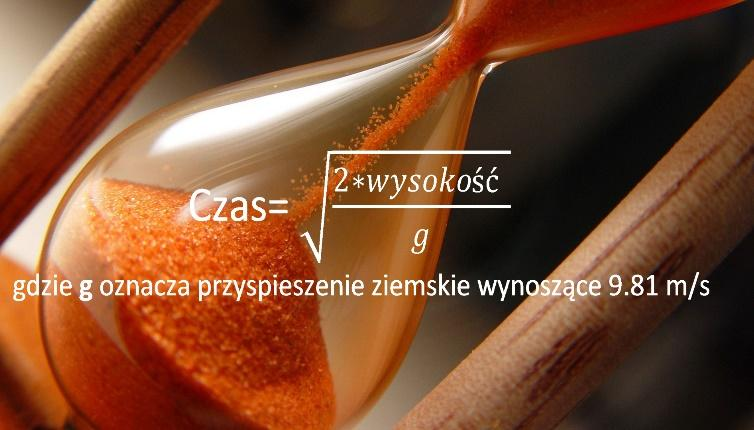 Czas= √(2*wysokość / g)
gdzie g oznacza przyspieszenie ziemskie wynoszące 9.81 m/s